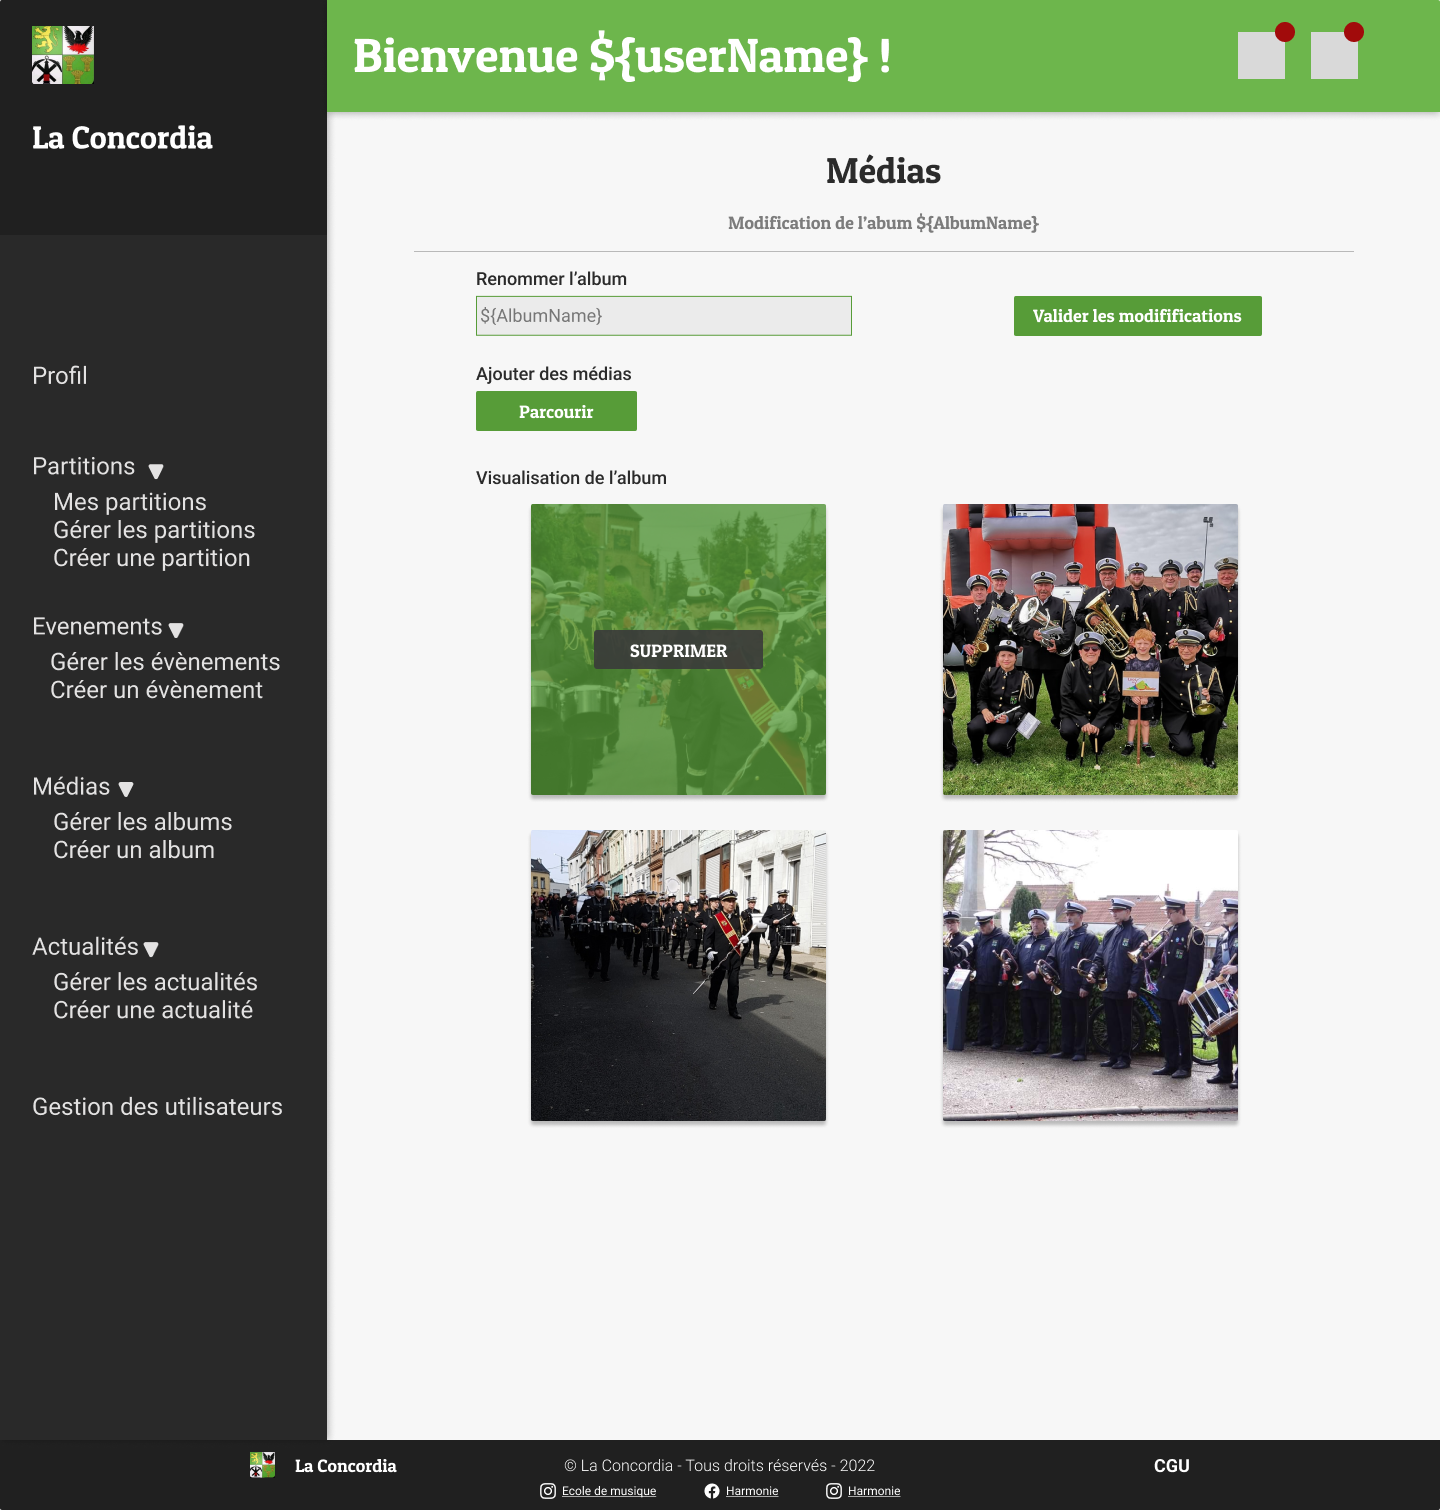 La Concordia
Bienvenue ${userName} !
Profil
Partitions
Mes partitions
Gérer les partitions
Créer une partition
Evenements
Gérer les évènements
Créer un évènement
Médias
Gérer les albums
Créer un album
Actualités
Gérer les actualités
Créer une actualité
Gestion des utilisateurs
Médias
Modification de l’abum ${AlbumName}
Renommer l’album
${AlbumName}
Valider les modififications
Ajouter des médias
Parcourir
Visualisation de l’album
SUPPRIMER
La Concordia
© La Concordia - Tous droits réservés - 2022
CGU
Ecole de musique
Harmonie
Harmonie